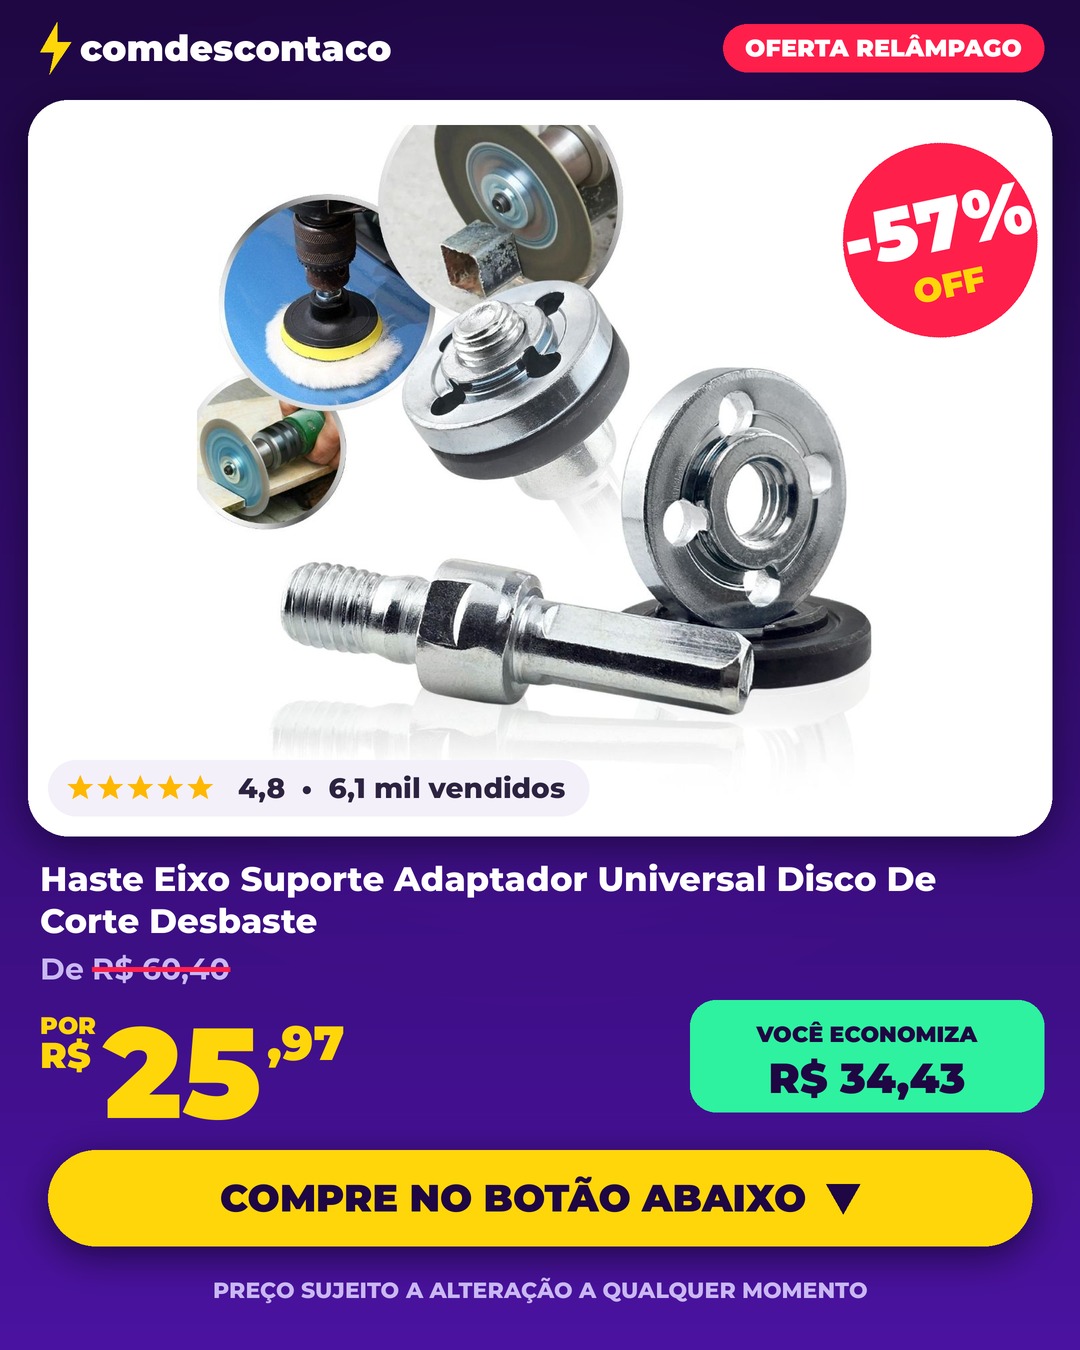 comdescontaco
OFERTA RELÂMPAGO
-57%
OFF
4,8 • 6,1 mil vendidos
Haste Eixo Suporte Adaptador Universal Disco De
Corte Desbaste
De R$ 60,40
POR
R$ 25,97
VOCÊ ECONOMIZA
R$ 34,43
COMPRE NO BOTÃO ABAIXO ▼
PREÇO SUJEITO A ALTERAÇÃO A QUALQUER MOMENTO